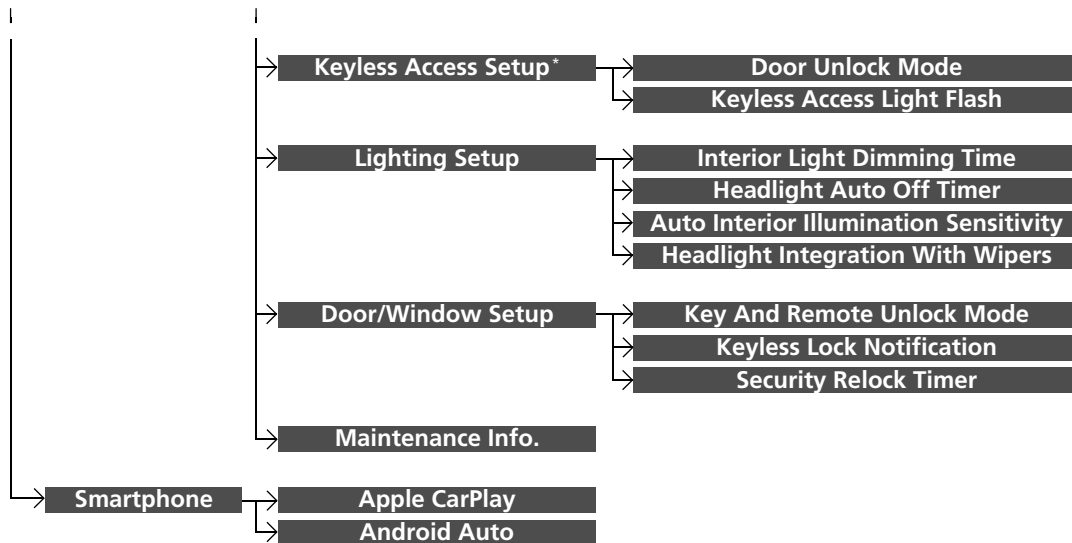 Keyless Access Setup*
Door Unlock Mode
Keyless Access Light Flash
Lighting Setup
Interior Light Dimming Time
Headlight Auto Off Timer
Auto Interior Illumination Sensitivity
Headlight Integration With Wipers
Door/Window Setup
Key And Remote Unlock Mode
Keyless Lock Notification
Security Relock Timer
Maintenance Info.
Smartphone
Apple CarPlay
Android Auto